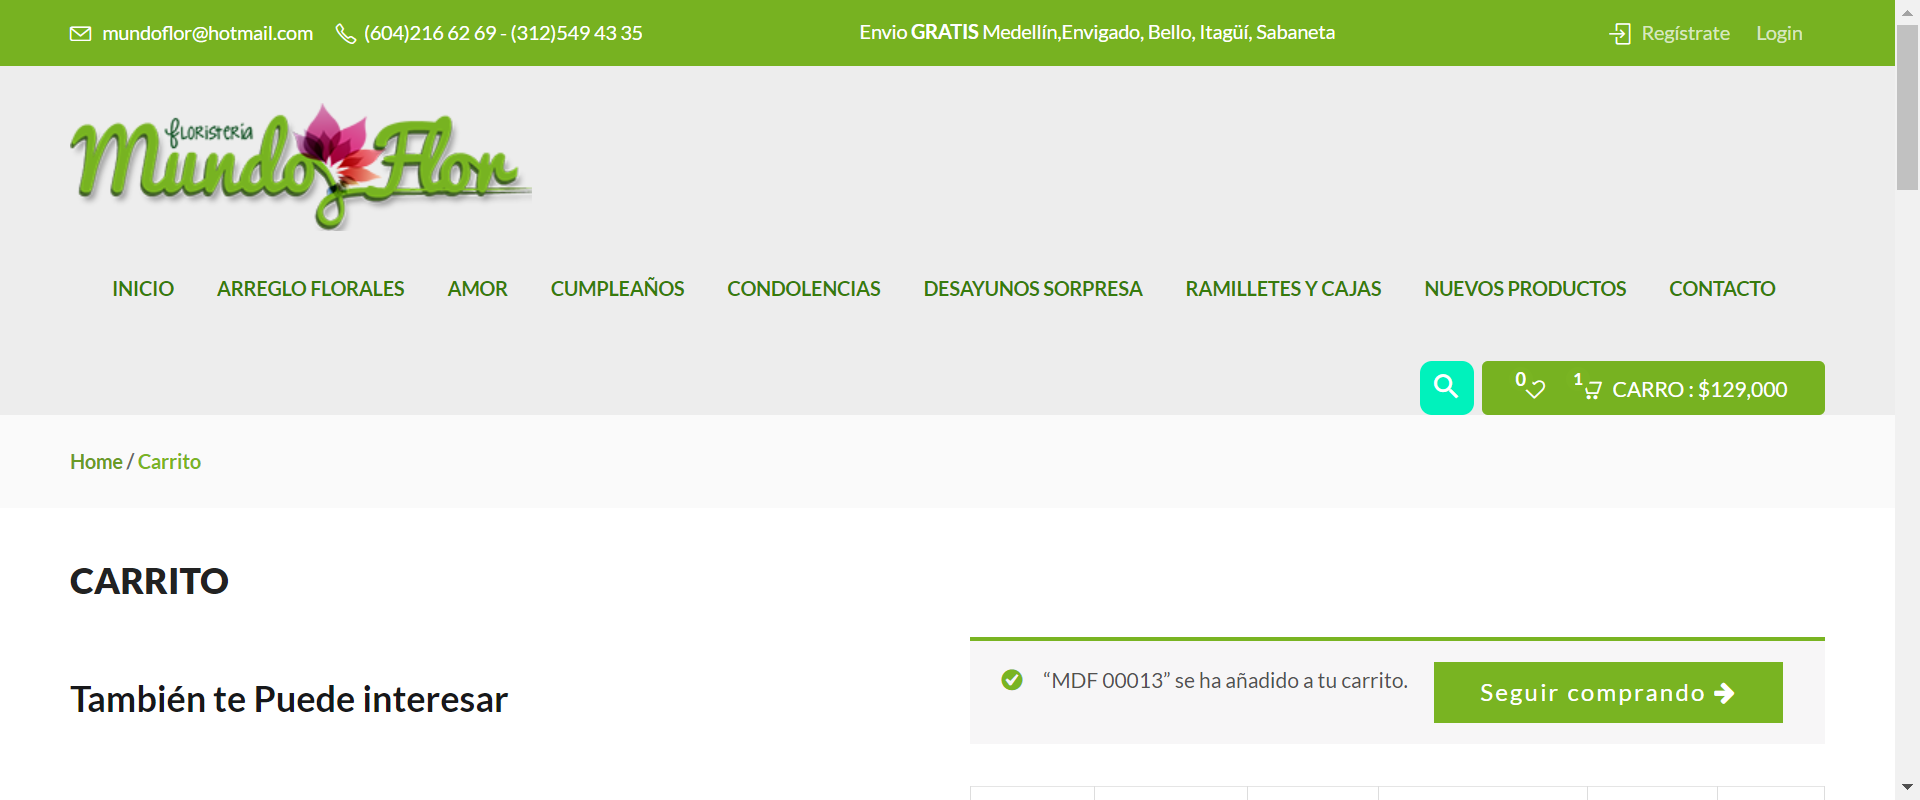 mundoflor@hotmail.com (604)216 62 69 - (312)549 43 35 Envio GRATIS Medellín,Envigado, Bello, Itagüí, Sabaneta Regístrate Login
Floristeria
Mundo Flor
INICIO ARREGLO FLORALES AMOR CUMPLEAÑOS CONDOLENCIAS DESAYUNOS SORPRESA RAMILLETES Y CAJAS NUEVOS PRODUCTOS CONTACTO
0 1 CARRO : $129,000
Home / Carrito
CARRITO
También te Puede interesar
“MDF 00013” se ha añadido a tu carrito. Seguir comprando